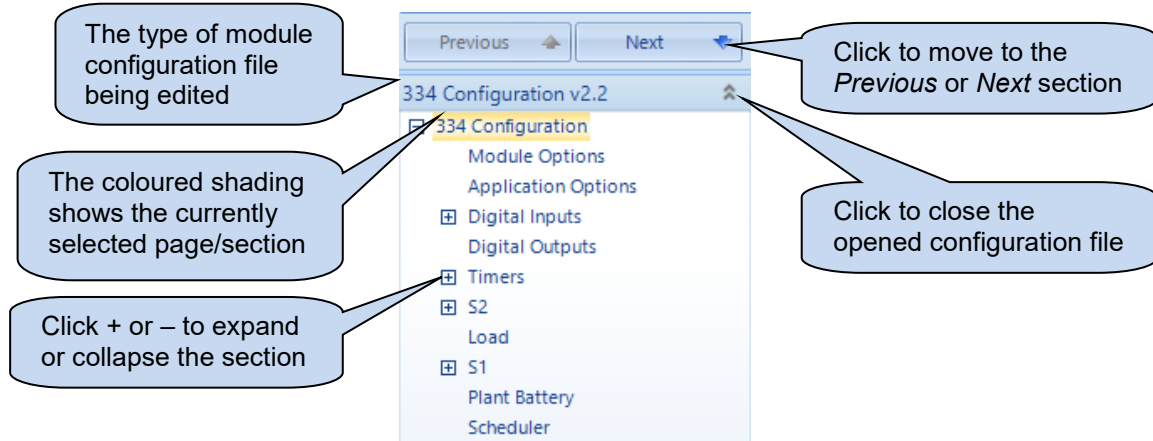 The type of module
configuration file
being edited
Previous
Next
Click to move to the
Previous or Next section
334 Configuration v2.2
334 Configuration
Module Options
Application Options
Digital Inputs
Digital Outputs
Timers
S2
Load
S1
Plant Battery
Scheduler
The coloured shading
shows the currently
selected page/section
Click to close the
opened configuration file
Click + or – to expand
or collapse the section